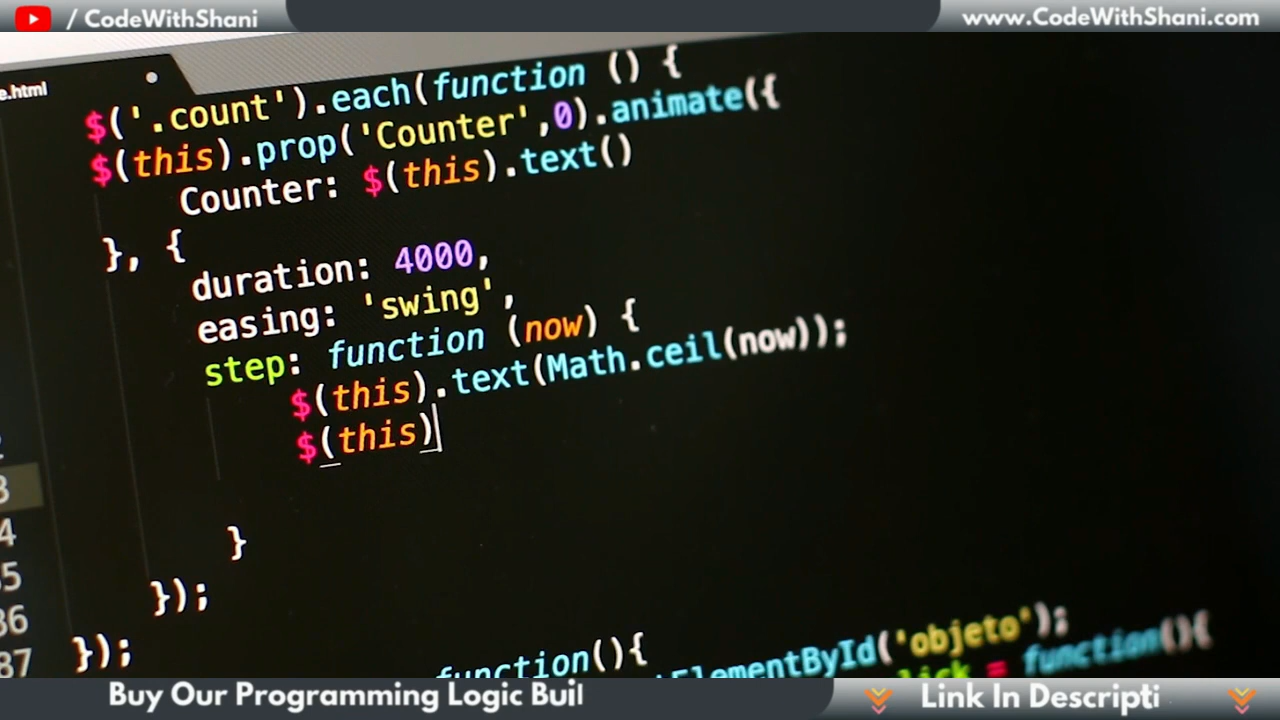 / CodeWithShani
www.CodeWithShani.com
e.html
$('.count').each(function () {
$(this).prop('Counter',0).animate({
Counter: $(this).text()
}, {
duration: 4000,
easing: 'swing',
step: function (now) {
$(this).text(Math.ceil(now));
$(this)
}
});
});
3
4
35
36
37
function(){
ElementById('objeto');
lick = function(){
Buy Our Programming Logic Buil
Link In Descripti